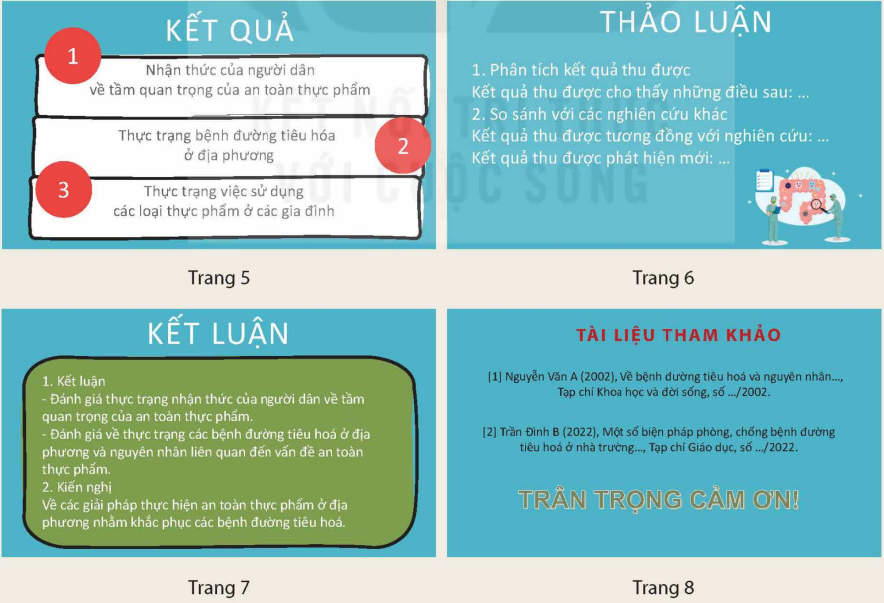 KẾT QUẢ
1
Nhận thức của người dân
về tầm quan trọng của an toàn thực phẩm
Thực trạng bệnh đường tiêu hóa
ở địa phương
2
3
Thực trạng việc sử dụng
các loại thực phẩm ở các gia đình
Trang 5
THẢO LUẬN
1. Phân tích kết quả thu được
Kết quả thu được cho thấy những điều sau: ...
2. So sánh với các nghiên cứu khác
Kết quả thu được tương đồng với nghiên cứu: ...
Kết quả thu được phát hiện mới: ...
Trang 6
KẾT NỐI TRI THỨC
VỚI CUỘC SỐNG
KẾT LUẬN
1. Kết luận
- Đánh giá thực trạng nhận thức của người dân về tầm
quan trọng của an toàn thực phẩm.
- Đánh giá về thực trạng các bệnh đường tiêu hoá ở địa
phương và nguyên nhân liên quan đến vấn đề an toàn
thực phẩm.
2. Kiến nghị
Về các giải pháp thực hiện an toàn thực phẩm ở địa
phương nhằm khắc phục các bệnh đường tiêu hoá.
Trang 7
TÀI LIỆU THAM KHẢO
[1] Nguyễn Văn A (2002), Về bệnh đường tiêu hoá và nguyên nhân...,
Tạp chí Khoa học và đời sống, số .../2002.
[2] Trần Đình B (2022), Một số biện pháp phòng, chống bệnh đường
tiêu hoá ở nhà trường..., Tạp chí Giáo dục, số .../2022.
TRÂN TRỌNG CẢM ƠN!
Trang 8